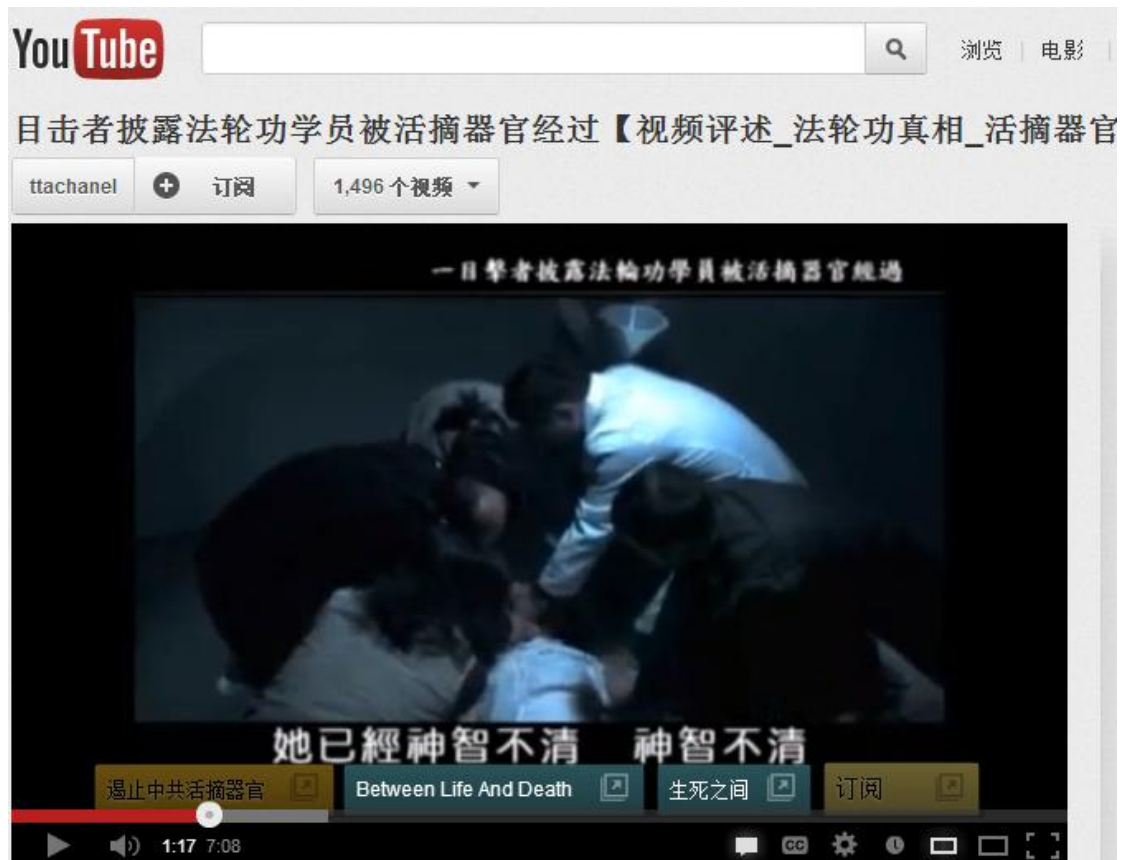 YouTube
浏览 电影
目击者披露法轮功学员被活摘器官经过【视频评述_法轮功真相_活摘器官
ttachanel 订阅 1,496 个视频
一目擊者披露法輪功學員被活摘器官經過
她已經神智不清 神智不清
遏止中共活摘器官 Between Life And Death 生死之间 订阅
1:17 7:08 CC